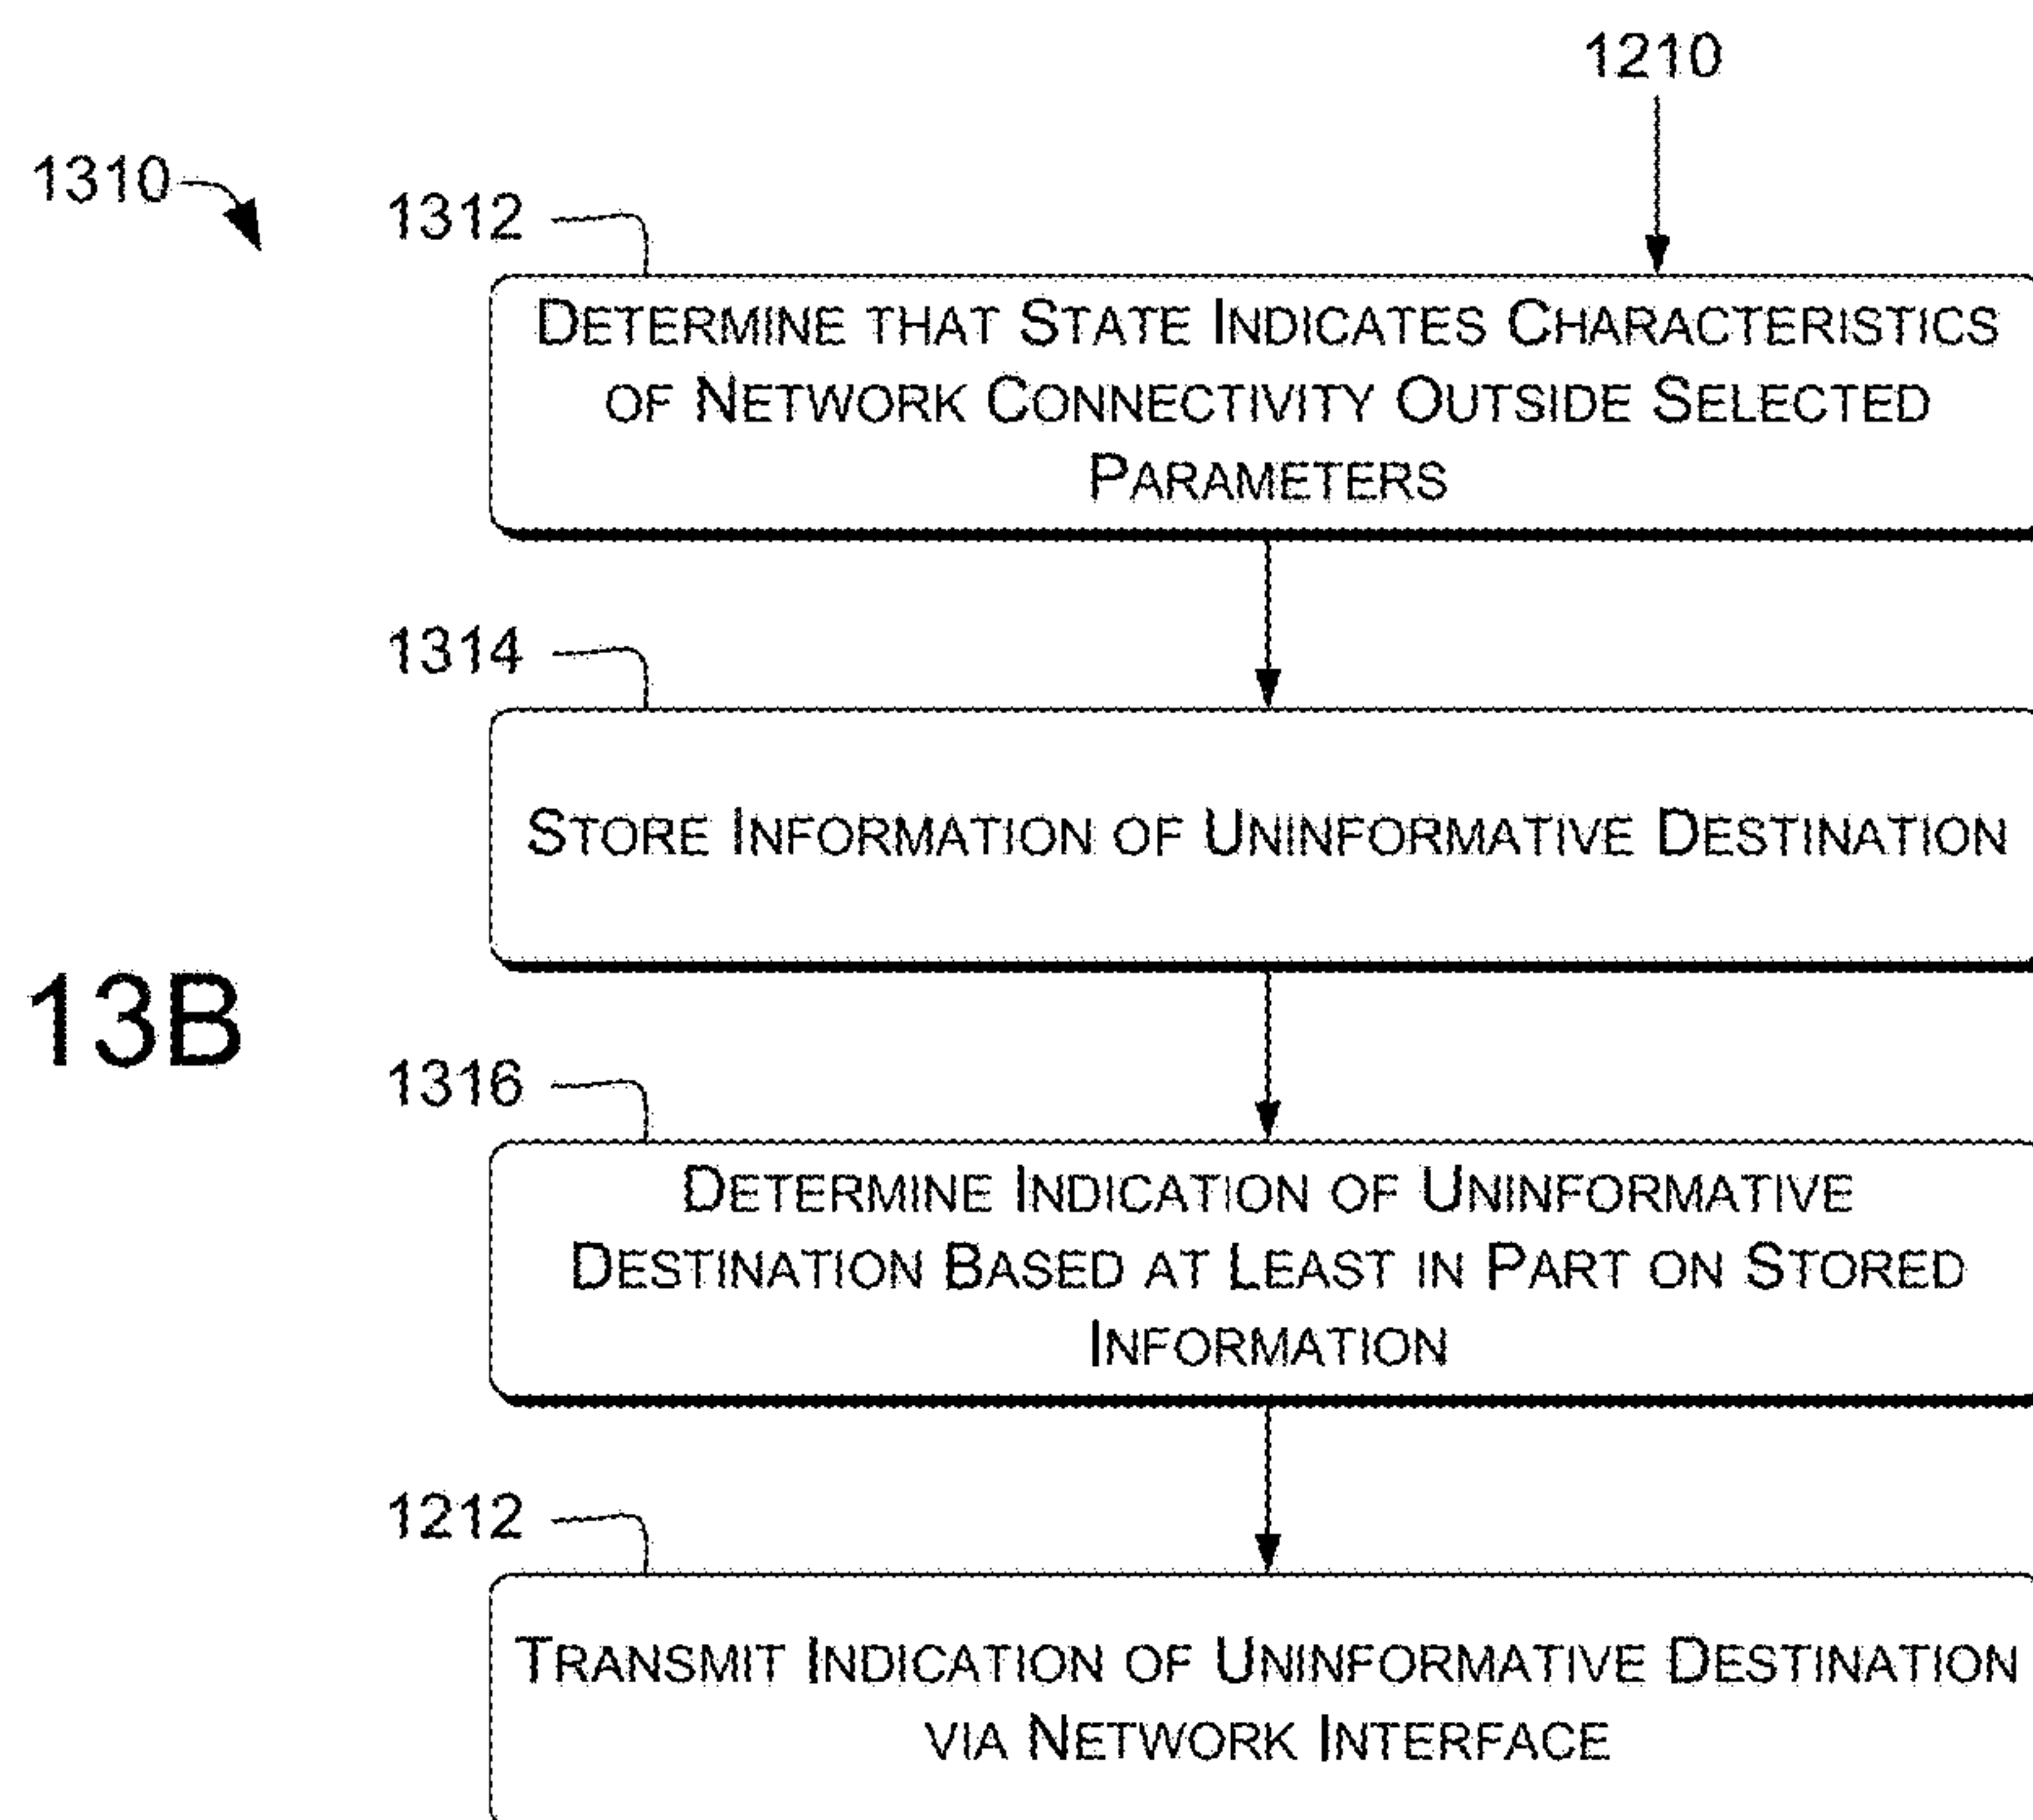 1210
1310
1312
DETERMINE THAT STATE INDICATES CHARACTERISTICS
OF NETWORK CONNECTIVITY OUTSIDE SELECTED
PARAMETERS
1314
STORE INFORMATION OF UNINFORMATIVE DESTINATION
13B
1316
DETERMINE INDICATION OF UNINFORMATIVE
DESTINATION BASED AT LEAST IN PART ON STORED
INFORMATION
1212
TRANSMIT INDICATION OF UNINFORMATIVE DESTINATION
VIA NETWORK INTERFACE